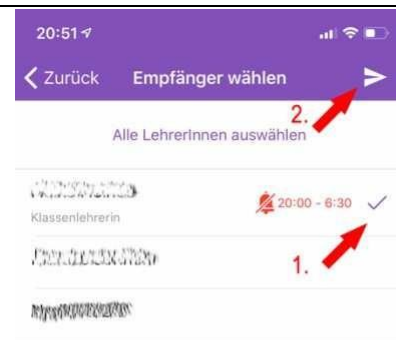 20:51
Zurück Empfänger wählen
2.
Alle LehrerInnen auswählen
20:00 - 6:30
Klassenlehrerin
1.